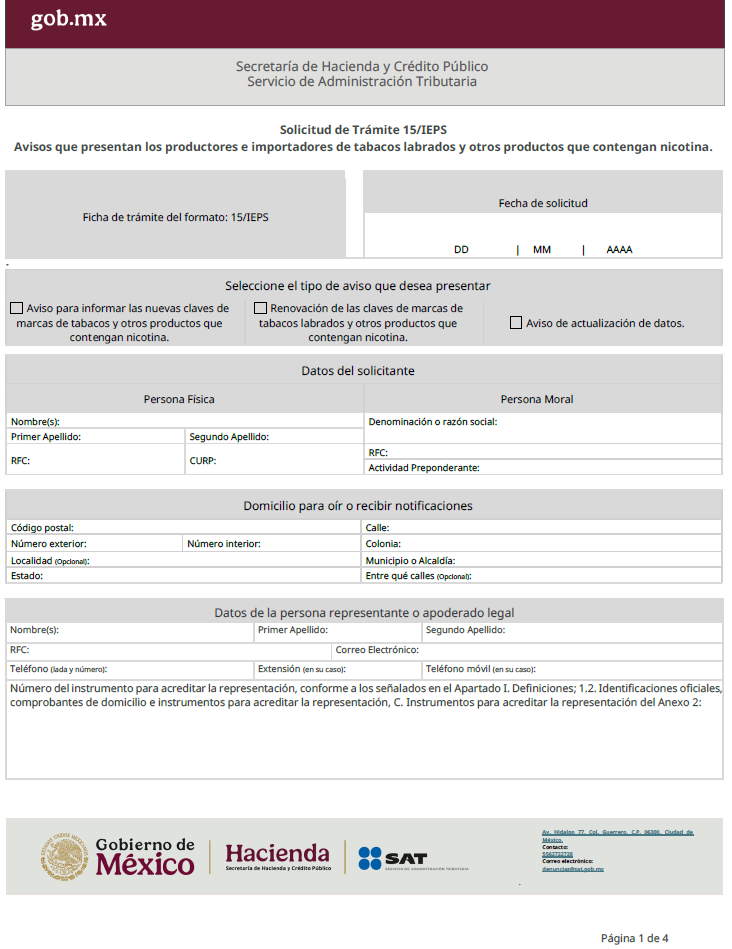 gob.mx
Secretaría de Hacienda y Crédito Público
Servicio de Administración Tributaria
Solicitud de Trámite 15/IEPS
Avisos que presentan los productores e importadores de tabacos labrados y otros productos que contengan nicotina.
Ficha de trámite del formato: 15/IEPS
Fecha de solicitud
DD | MM | AAAA
Seleccione el tipo de aviso que desea presentar
Aviso para informar las nuevas claves de
marcas de tabacos y otros productos que
contengan nicotina.
Renovación de las claves de marcas de
tabacos labrados y otros productos que
contengan nicotina.
Aviso de actualización de datos.
Datos del solicitante
Persona Física
Persona Moral
Nombre(s):
Denominación o razón social:
Primer Apellido:
Segundo Apellido:
RFC:
CURP:
RFC:
Actividad Preponderante:
Domicilio para oír o recibir notificaciones
Código postal:
Calle:
Número exterior:
Número interior:
Colonia:
Localidad (Opcional):
Municipio o Alcaldía:
Estado:
Entre qué calles (Opcional):
Datos de la persona representante o apoderado legal
Nombre(s):
Primer Apellido:
Segundo Apellido:
RFC:
Correo Electrónico:
Teléfono (lada y número):
Extensión (en su caso):
Teléfono móvil (en su caso):
Número del instrumento para acreditar la representación, conforme a los señalados en el Apartado I. Definiciones; 1.2. Identificaciones oficiales,
comprobantes de domicilio e instrumentos para acreditar la representación, C. Instrumentos para acreditar la representación del Anexo 2:
Gobierno de
México
Hacienda
Secretaría de Hacienda y Crédito Público
SAT
SERVICIO DE ADMINISTRACIÓN TRIBUTARIA
Av. Hidalgo 77, Col. Guerrero, C.P. 06300, Ciudad de
México.
Contacto:
Correo electrónico:
denuncias@sat.gob.mx
Página 1 de 4